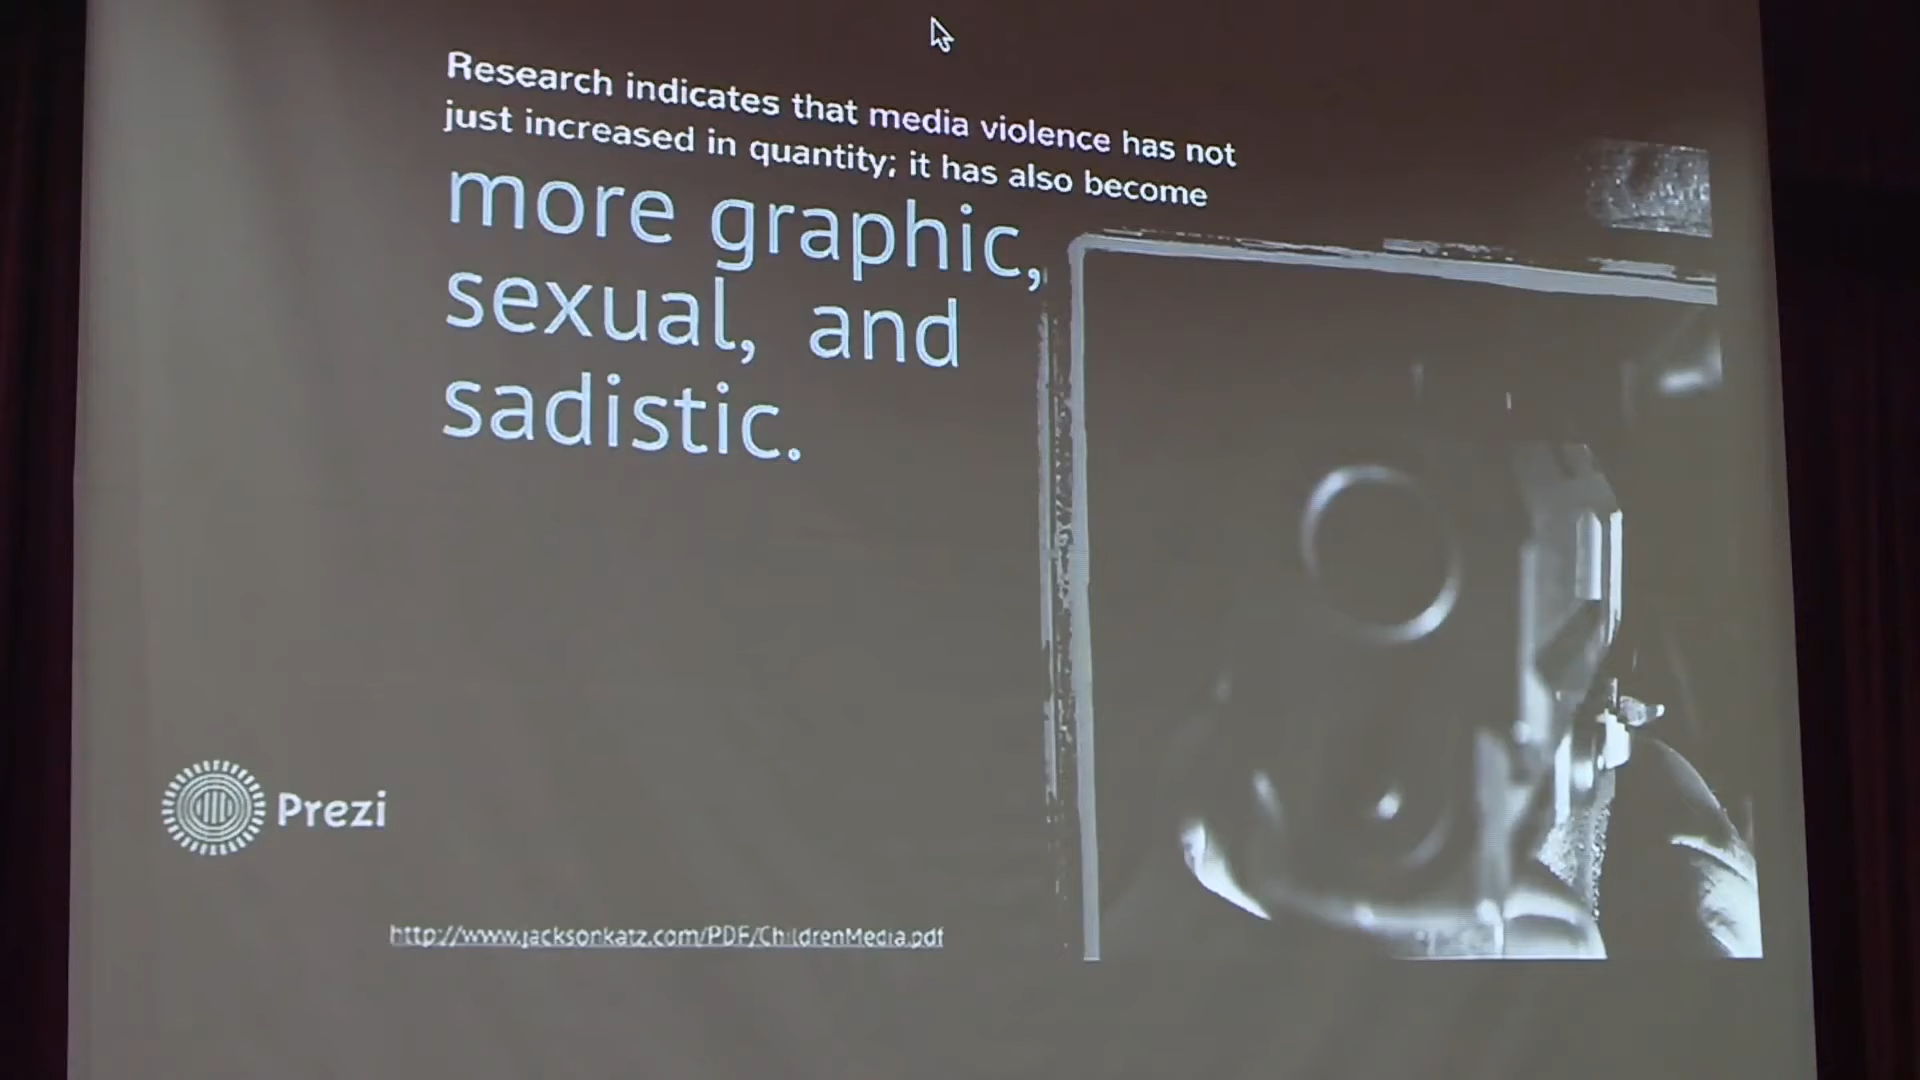 Research indicates that media violence has not
just increased in quantity; it has also become
more graphic,
sexual, and
sadistic.
Prezi
http://www.jacksonkatz.com/PDF/ChildrenMedia.pdf